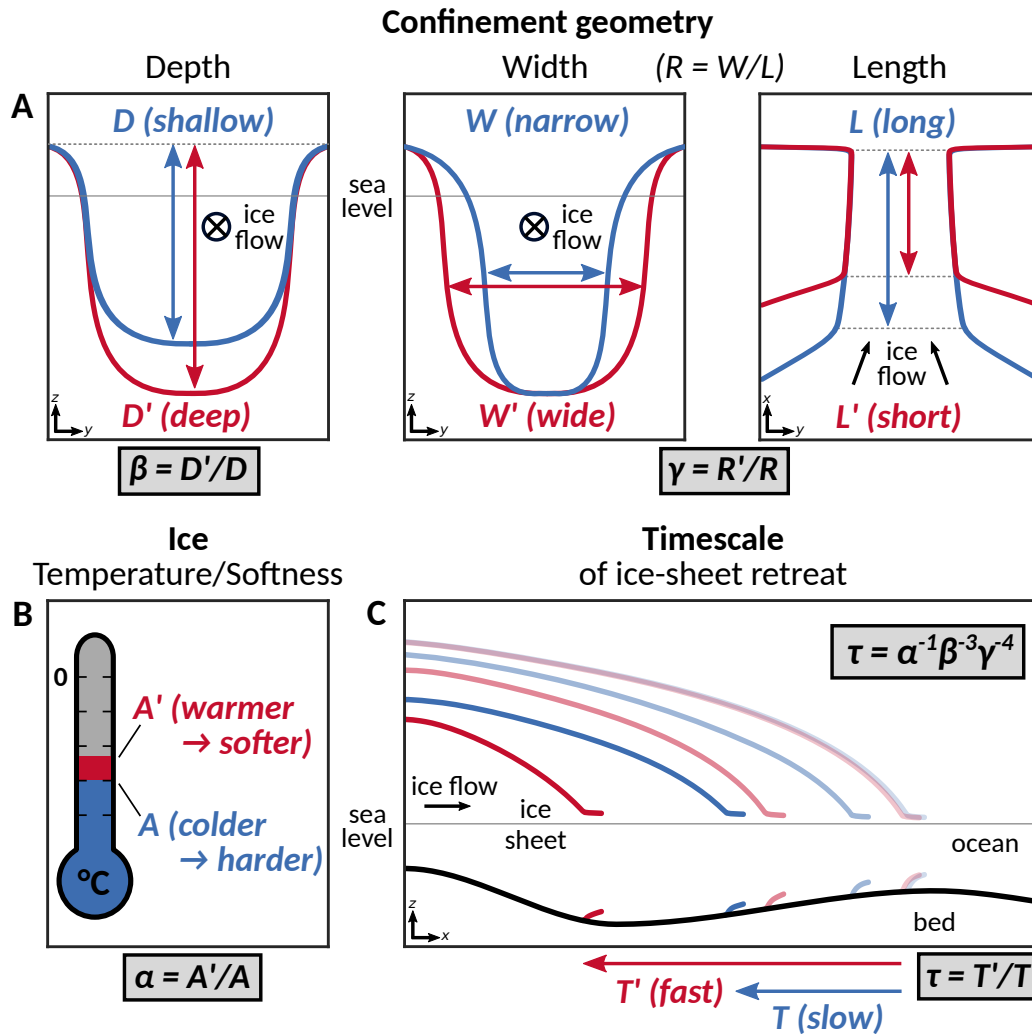 Confinement geometry
Depth
Width
(R = W/L)
Length
A
D (shallow)
W (narrow)
L (long)
sea
level
ice
flow
ice
flow
ice
flow
z
y
D' (deep)
z
y
W' (wide)
x
y
L' (short)
β = D'/D
γ = R'/R
Ice
Temperature/Softness
Timescale
of ice-sheet retreat
B
0
A' (warmer
→ softer)
A (colder
→ harder)
°C
α = A'/A
C
τ = α⁻¹β⁻³γ⁻⁴
ice flow
ice
sheet
sea
level
ocean
z
x
bed
T' (fast)
T (slow)
τ = T'/T